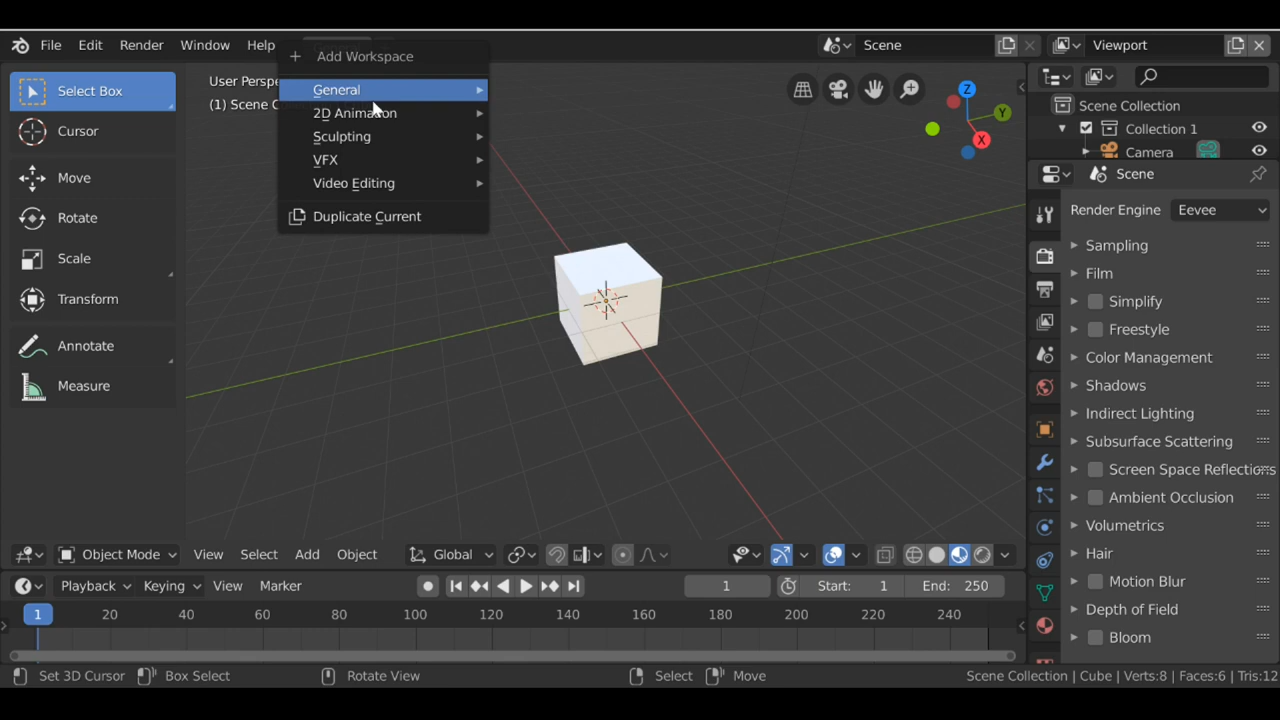 File Edit Render Window Help
Scene
Viewport
Add Workspace
General
2D Animation
Sculpting
VFX
Video Editing
Duplicate Current
Select Box
Cursor
Move
Rotate
Scale
Transform
Annotate
Measure
User Perspe
(1) Scene C
Z
Y
X
Scene Collection
Collection 1
Camera
Scene
Render Engine Eevee
Sampling
Film
Simplify
Freestyle
Color Management
Shadows
Indirect Lighting
Subsurface Scattering
Screen Space Reflections
Ambient Occlusion
Volumetrics
Hair
Motion Blur
Depth of Field
Bloom
Object Mode View Select Add Object Global
Playback Keying View Marker 1 Start: 1 End: 250
1 20 40 60 80 100 120 140 160 180 200 220 240
Set 3D Cursor Box Select Rotate View Select Move Scene Collection | Cube | Verts:8 | Faces:6 | Tris:12